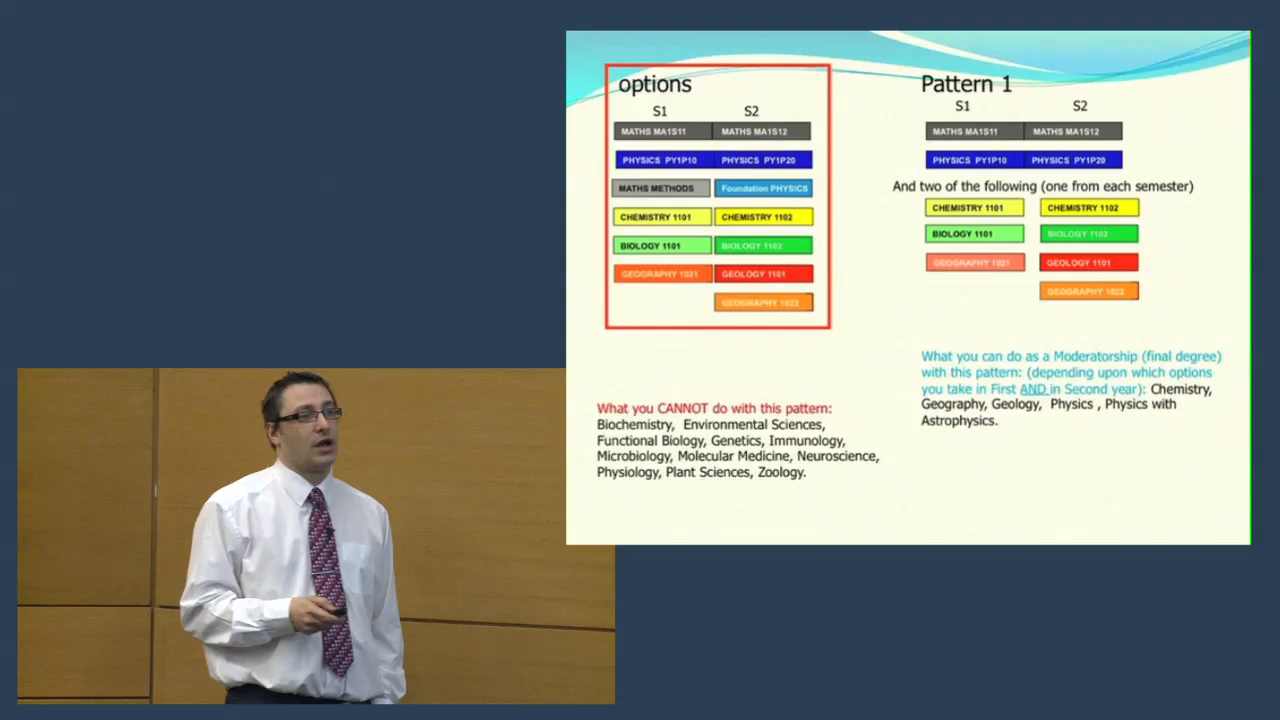 options
S1 S2
MATHS MA1S11 MATHS MA1S12
PHYSICS PY1P10 PHYSICS PY1P20
MATHS METHODS Foundation PHYSICS
CHEMISTRY 1101 CHEMISTRY 1102
BIOLOGY 1101 BIOLOGY 1102
GEOGRAPHY 1021 GEOLOGY 1101
GEOGRAPHY 1022
What you CANNOT do with this pattern:
Biochemistry, Environmental Sciences,
Functional Biology, Genetics, Immunology,
Microbiology, Molecular Medicine, Neuroscience,
Physiology, Plant Sciences, Zoology.
Pattern 1
S1 S2
MATHS MA1S11 MATHS MA1S12
PHYSICS PY1P10 PHYSICS PY1P20
And two of the following (one from each semester)
CHEMISTRY 1101 CHEMISTRY 1102
BIOLOGY 1101 BIOLOGY 1102
GEOGRAPHY 1021 GEOLOGY 1101
GEOGRAPHY 1022
What you can do as a Moderatorship (final degree)
with this pattern: (depending upon which options
you take in First AND in Second year): Chemistry,
Geography, Geology, Physics , Physics with
Astrophysics.